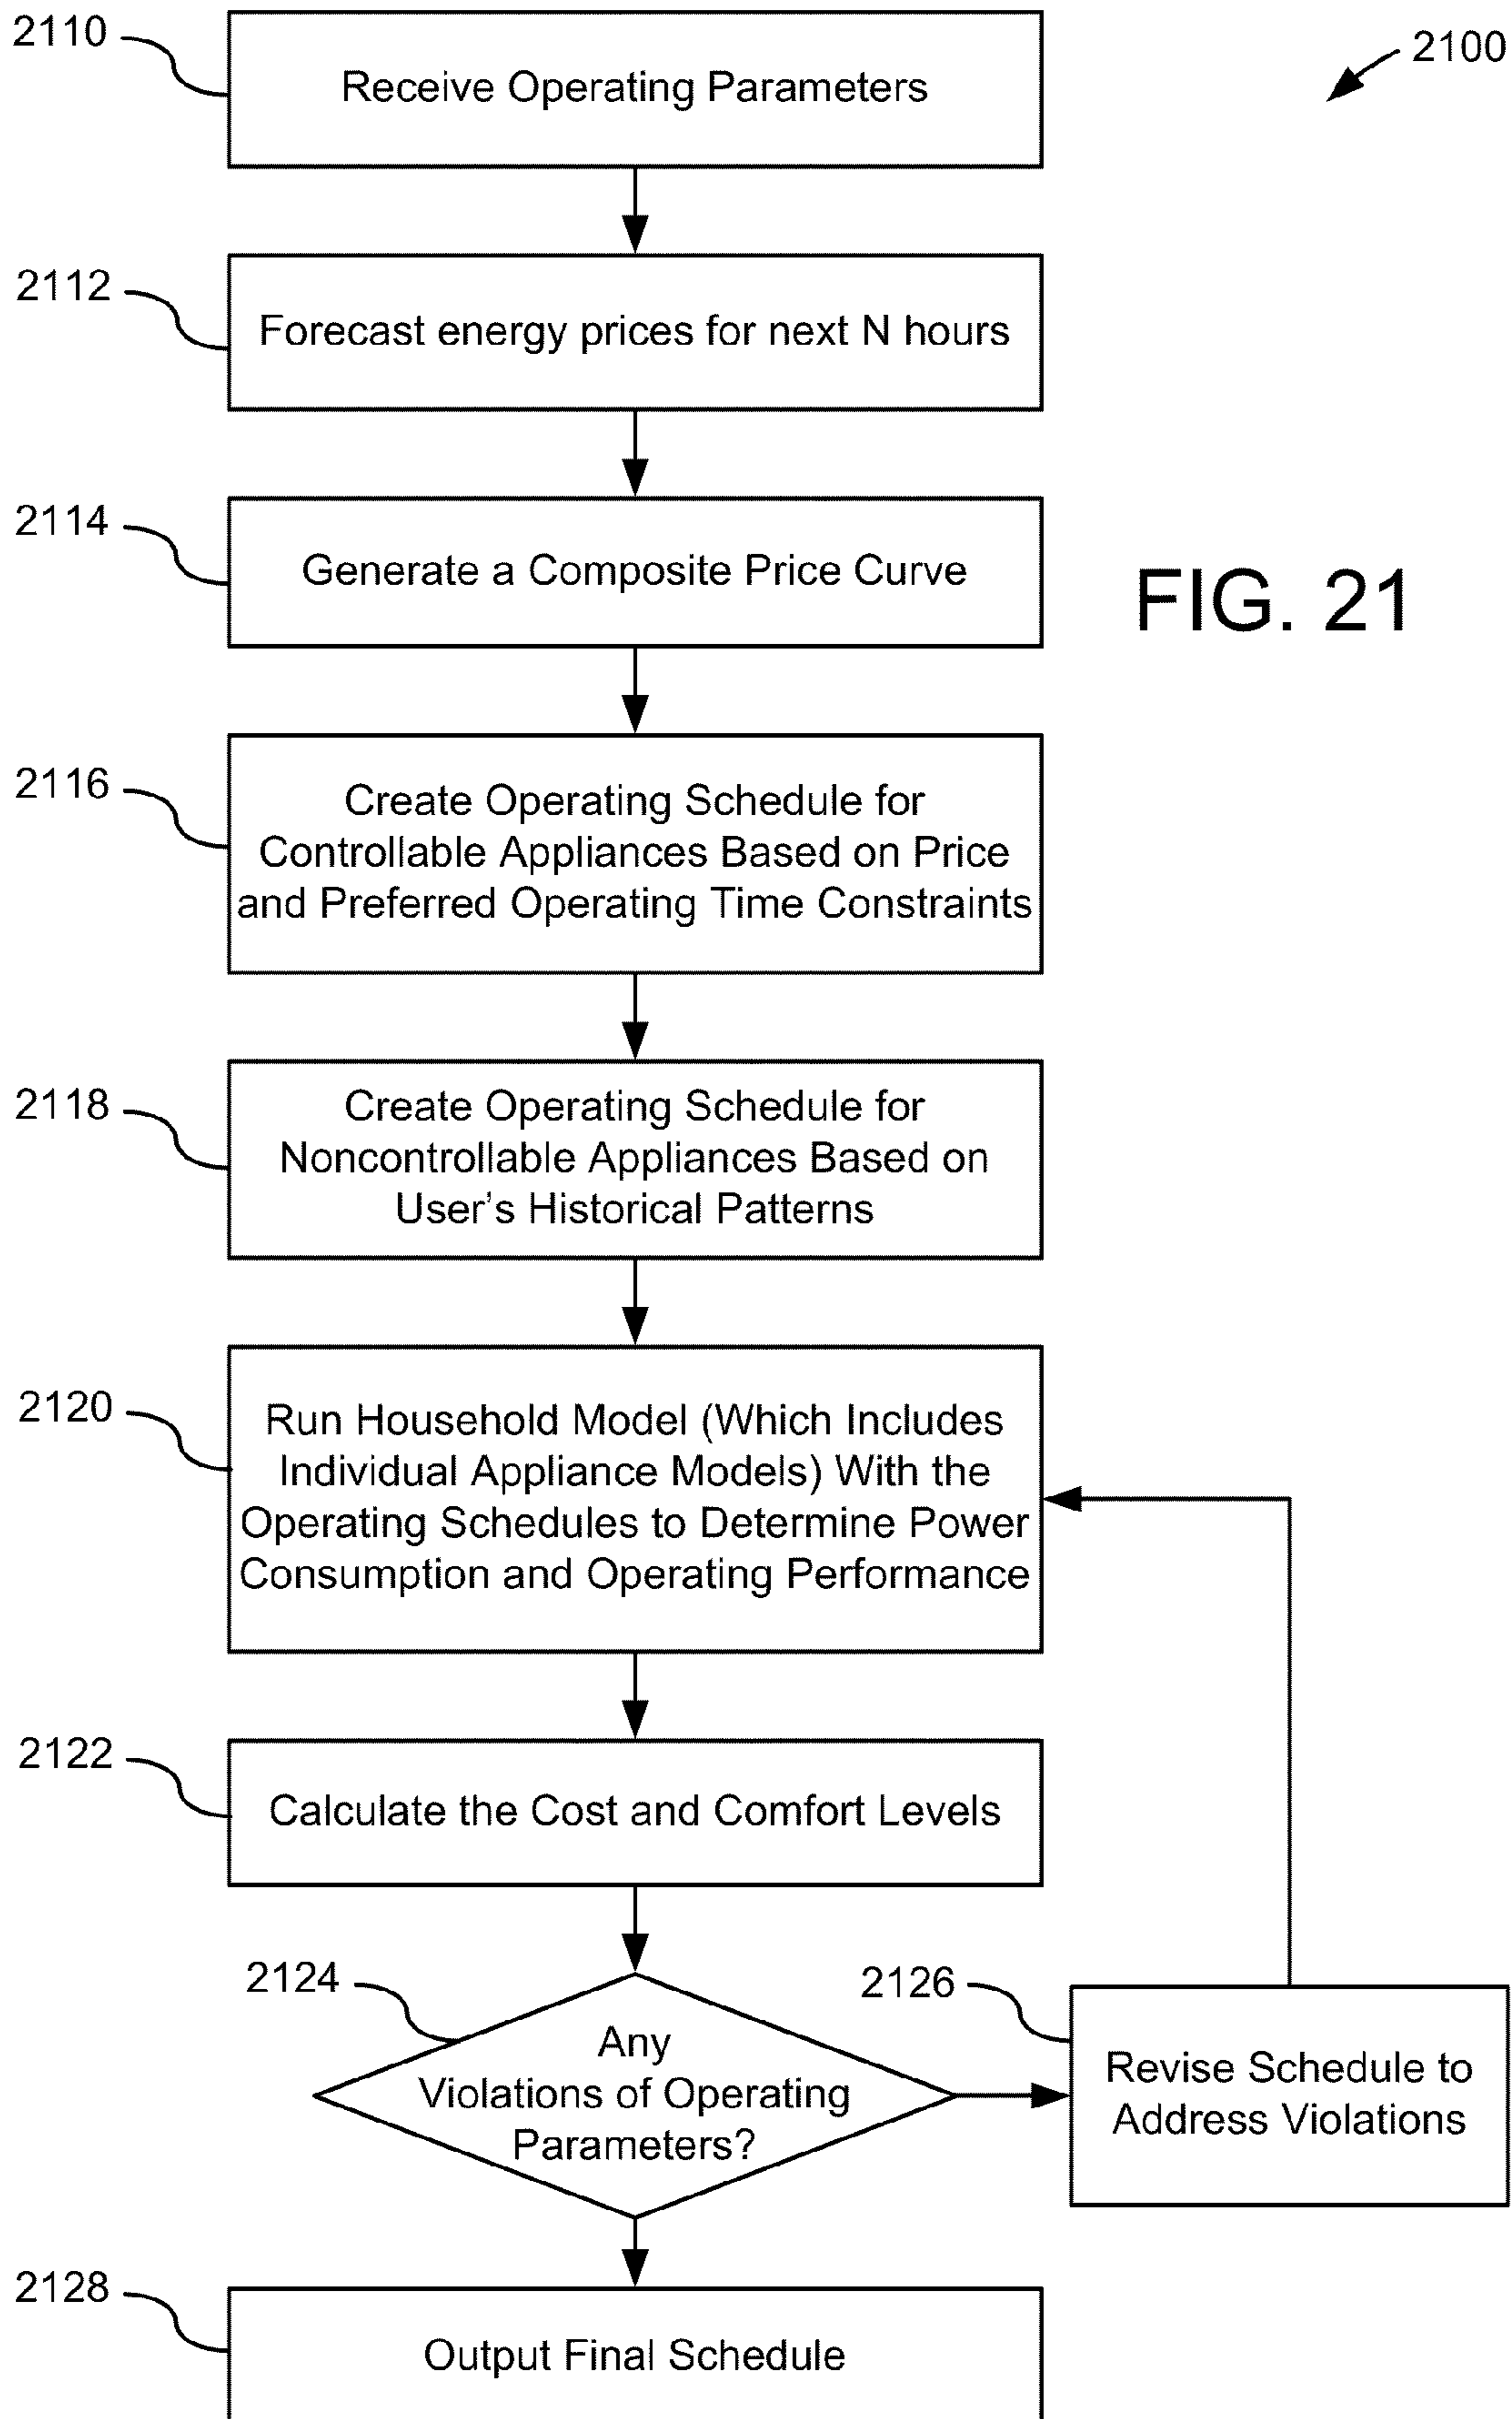 2110
2100
Receive Operating Parameters
2112
Forecast energy prices for next N hours
2114
Generate a Composite Price Curve
FIG. 21
2116
Create Operating Schedule for
Controllable Appliances Based on Price
and Preferred Operating Time Constraints
2118
Create Operating Schedule for
Noncontrollable Appliances Based on
User's Historical Patterns
2120
Run Household Model (Which Includes
Individual Appliance Models) With the
Operating Schedules to Determine Power
Consumption and Operating Performance
2122
Calculate the Cost and Comfort Levels
2124
Any
Violations of Operating
Parameters?
2126
Revise Schedule to
Address Violations
2128
Output Final Schedule